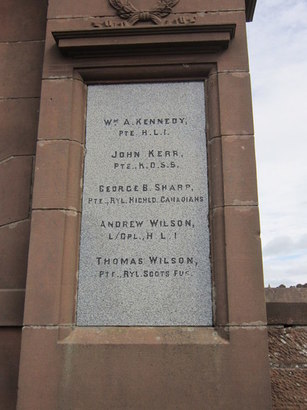 Wᴹ A. KENNEDY,
PTE. H.L.I.
JOHN KERR,
PTE., K.O.S.B.
GEORGE B. SHARP,
PTE., RYL. HIGHLD. CANADIANS
ANDREW WILSON,
L/CPL., H.L.I
THOMAS WILSON,
PTE., RYL. SCOTS FUS.